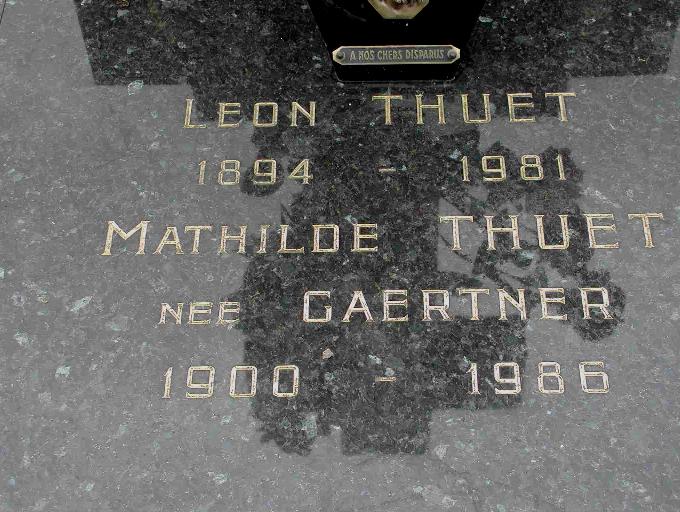 A NOS CHERS DISPARUS
LEON THUET
1894 - 1981
MATHILDE THUET
NEE GAERTNER
1900 - 1986